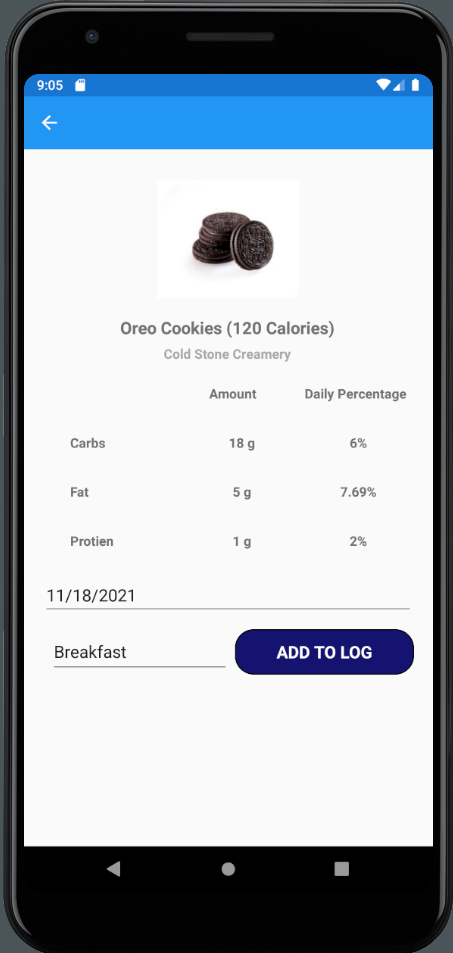 9:05
Oreo Cookies (120 Calories)
Cold Stone Creamery
Amount Daily Percentage
Carbs 18 g 6%
Fat 5 g 7.69%
Protien 1 g 2%
11/18/2021
Breakfast ADD TO LOG